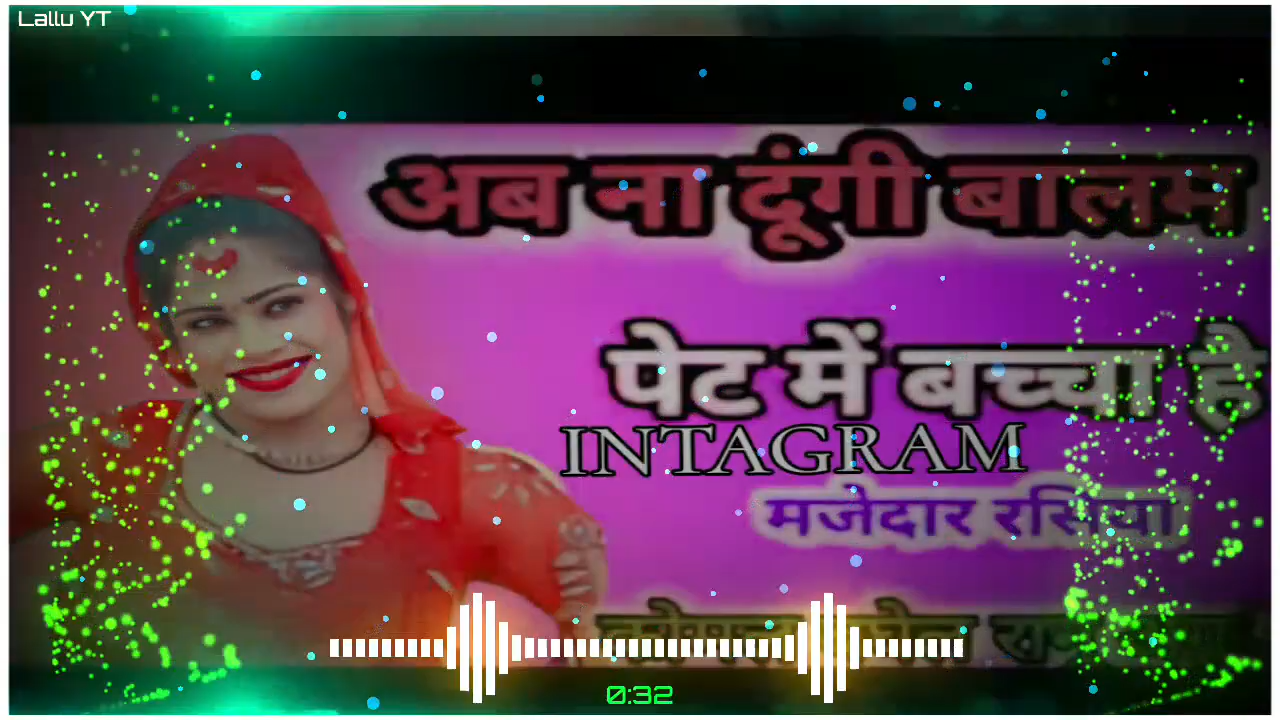 Lallu YT
अब ना दूंगी बालम
पेट में बच्चा है
INTAGRAM
मजेदार रसिया
0:32